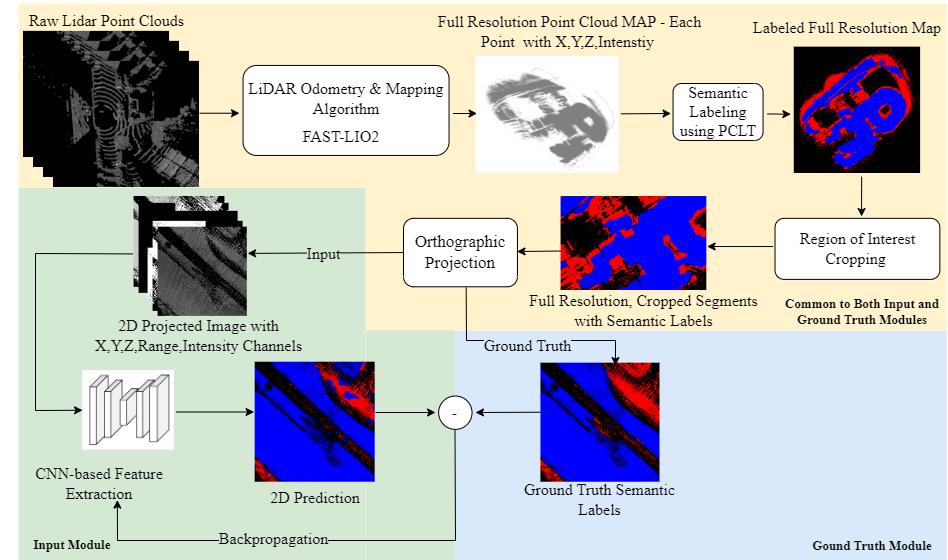 Raw Lidar Point Clouds
Full Resolution Point Cloud MAP - Each
Point with X,Y,Z,Intenstiy
Labeled Full Resolution Map
LiDAR Odometry & Mapping
Algorithm
FAST-LIO2
Semantic
Labeling
using PCLT
Region of Interest
Cropping
Orthographic
Projection
Input
Full Resolution, Cropped Segments
with Semantic Labels
Common to Both Input and
Ground Truth Modules
2D Projected Image with
X,Y,Z,Range,Intensity Channels
Ground Truth
-
CNN-based Feature
Extraction
2D Prediction
Ground Truth Semantic
Labels
Backpropagation
Input Module
Gound Truth Module